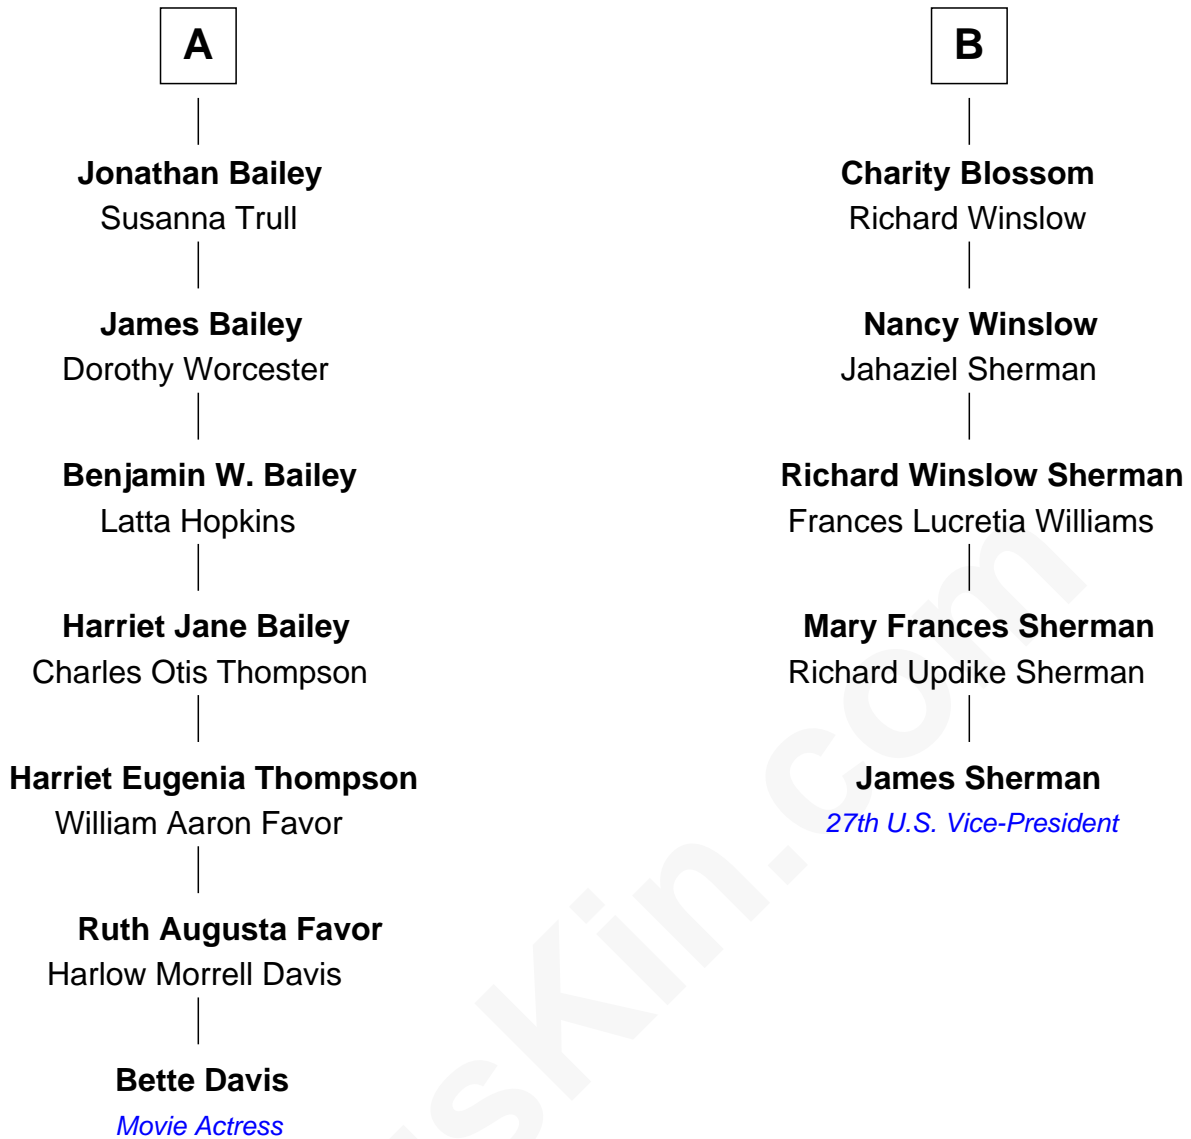 A
Jonathan Bailey
Susanna Trull
James Bailey
Dorothy Worcester
Benjamin W. Bailey
Latta Hopkins
Harriet Jane Bailey
Charles Otis Thompson
Harriet Eugenia Thompson
William Aaron Favor
Ruth Augusta Favor
Harlow Morrell Davis
Bette Davis
Movie Actress
B
Charity Blossom
Richard Winslow
Nancy Winslow
Jahaziel Sherman
Richard Winslow Sherman
Frances Lucretia Williams
Mary Frances Sherman
Richard Updike Sherman
James Sherman
27th U.S. Vice-President
sKin.com